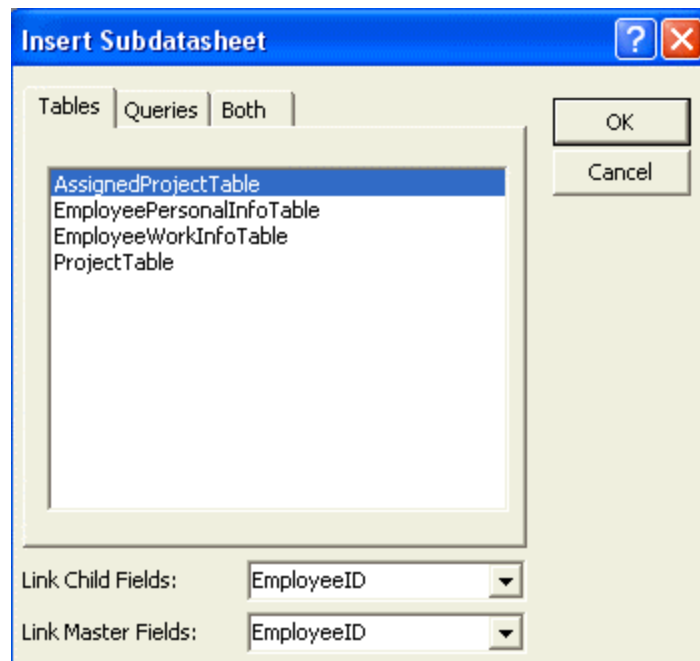 Insert Subdatasheet
Tables Queries Both
OK
Cancel
AssignedProjectTable
EmployeePersonalInfoTable
EmployeeWorkInfoTable
ProjectTable
Link Child Fields: EmployeeID
Link Master Fields: EmployeeID